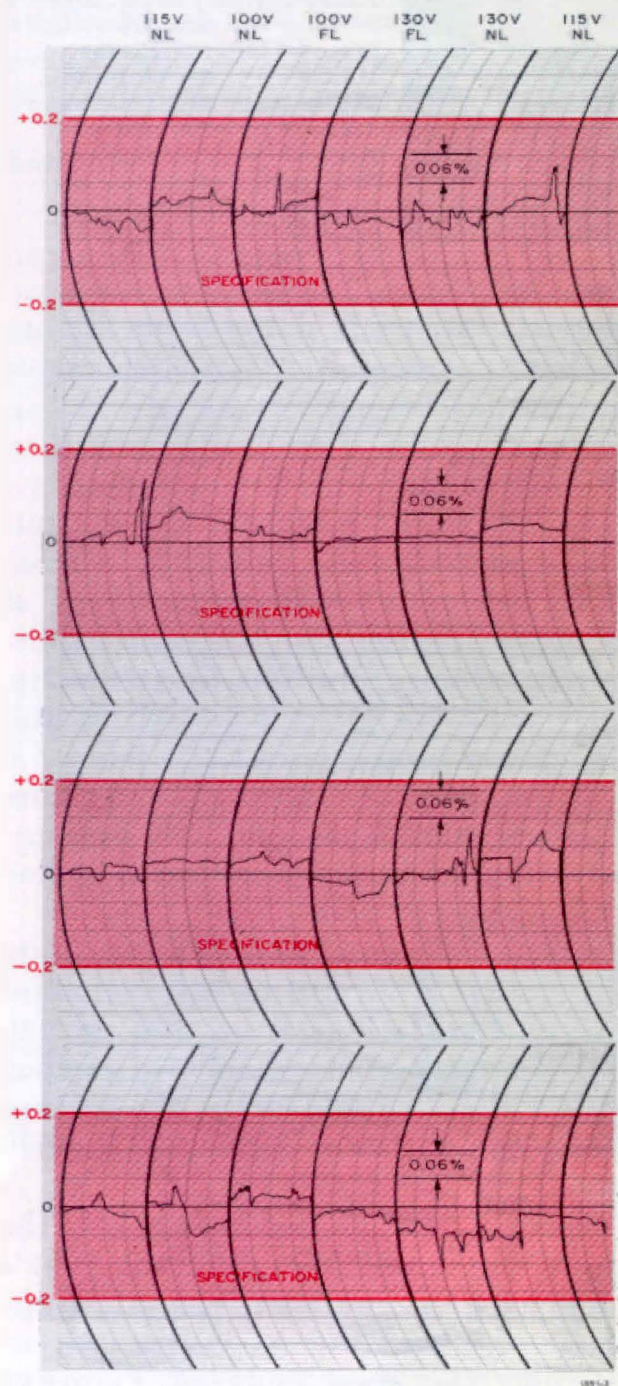 115V 100V 100V 130V 130V 115V
NL NL FL FL NL NL
+0.2
0.06%
0
SPECIFICATION
-0.2
+0.2
0.06%
0
SPECIFICATION
-0.2
+0.2
0.06%
0
SPECIFICATION
-0.2
+0.2
0.06%
0
SPECIFICATION
-0.2